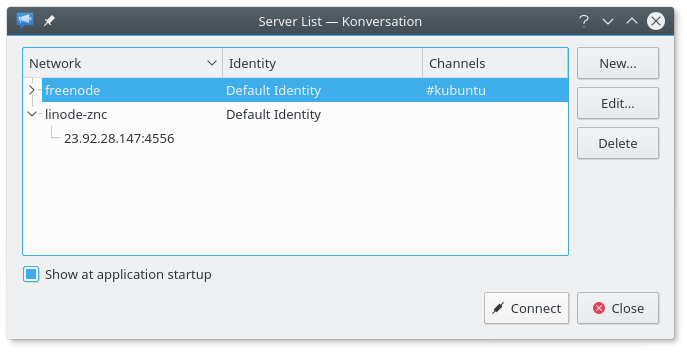 Server List — Konversation
Network Identity Channels
freenode Default Identity #kubuntu
linode-znc Default Identity
23.92.28.147:4556
New...
Edit...
Delete
Show at application startup
Connect Close